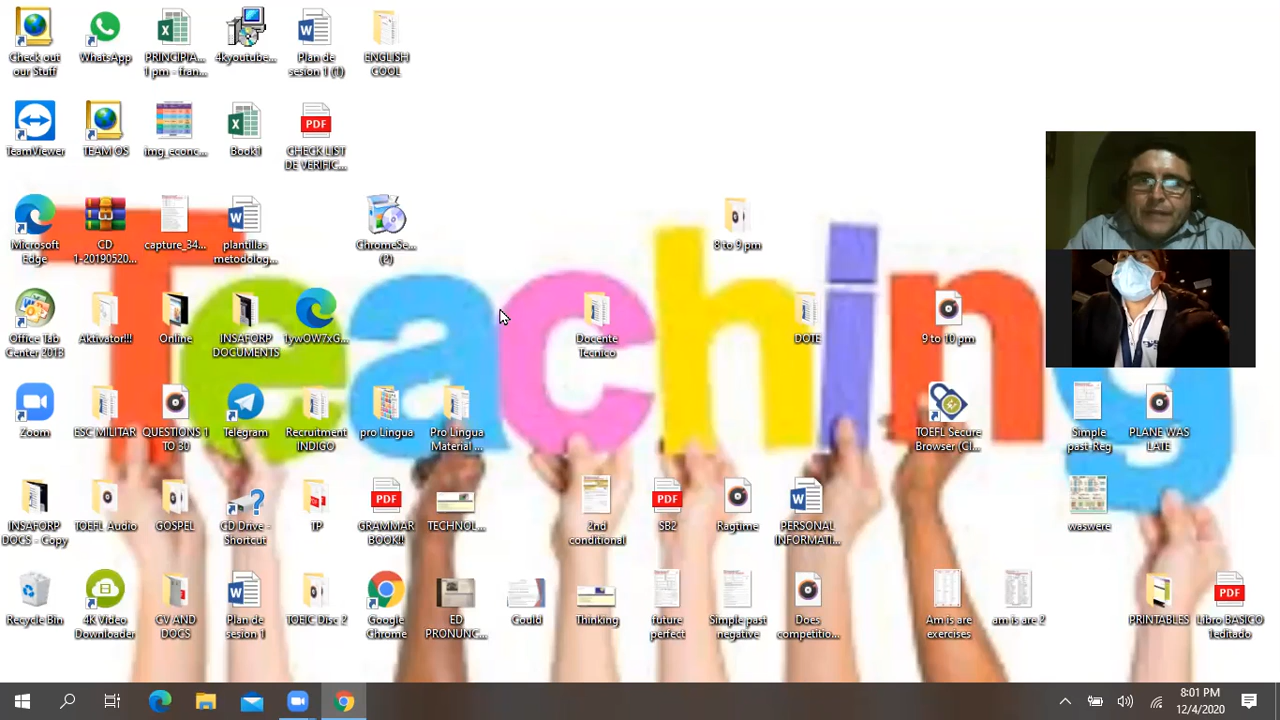 Check out
our Stuff
WhatsApp
PRINCIPIA...
1 pm - fran...
4kyoutube...
Plan de
sesion 1 (1)
ENGLISH
COOL
TeamViewer
TEAM OS
img_econc...
Book1
PDF
CHECK LIST
DE VERIFIC...
Microsoft
Edge
CD
1-20190520...
capture_34...
plantillas
metodolog...
ChromeSe...
(2)
8 to 9 pm
Office Tab
Center 2013
Aktivator!!!
Online
INSAFORP
DOCUMENTS
1ywOW7xG...
Docente
Tecnico
DOTE
9 to 10 pm
Teaching
Zoom
ESC MILITAR
QUESTIONS 1
TO 30
Telegram
Recruitment
INDIGO
pro Lingua
Pro Lingua
Material ...
TOEFL Secure
Browser (Cl...
Simple
past Reg
PLANE WAS
LATE
INSAFORP
DOCS - Copy
TOEFL Audio
GOSPEL
CD Drive -
Shortcut
1P
PDF
GRAMMAR
BOOK!!
TECHNOL...
2nd
conditional
PDF
SB2
Ragtime
PERSONAL
INFORMATI...
waswere
Recycle Bin
4K Video
Downloader
CV AND
DOCS
Plan de
sesion 1
TOEIC Disc 2
Google
Chrome
ED
PRONUNC...
Could
Thinking
future
perfect
Simple past
negative
Does
competitio...
Am is are
exercises
am is are 2
PRINTABLES
PDF
Libro BASICO
1editado
8:01 PM
12/4/2020